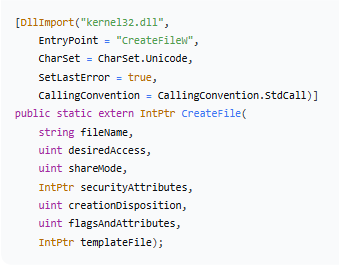 [DllImport("kernel32.dll",
    EntryPoint = "CreateFileW",
    CharSet = CharSet.Unicode,
    SetLastError = true,
    CallingConvention = CallingConvention.StdCall)]
public static extern IntPtr CreateFile(
    string fileName,
    uint desiredAccess,
    uint shareMode,
    IntPtr securityAttributes,
    uint creationDisposition,
    uint flagsAndAttributes,
    IntPtr templateFile);